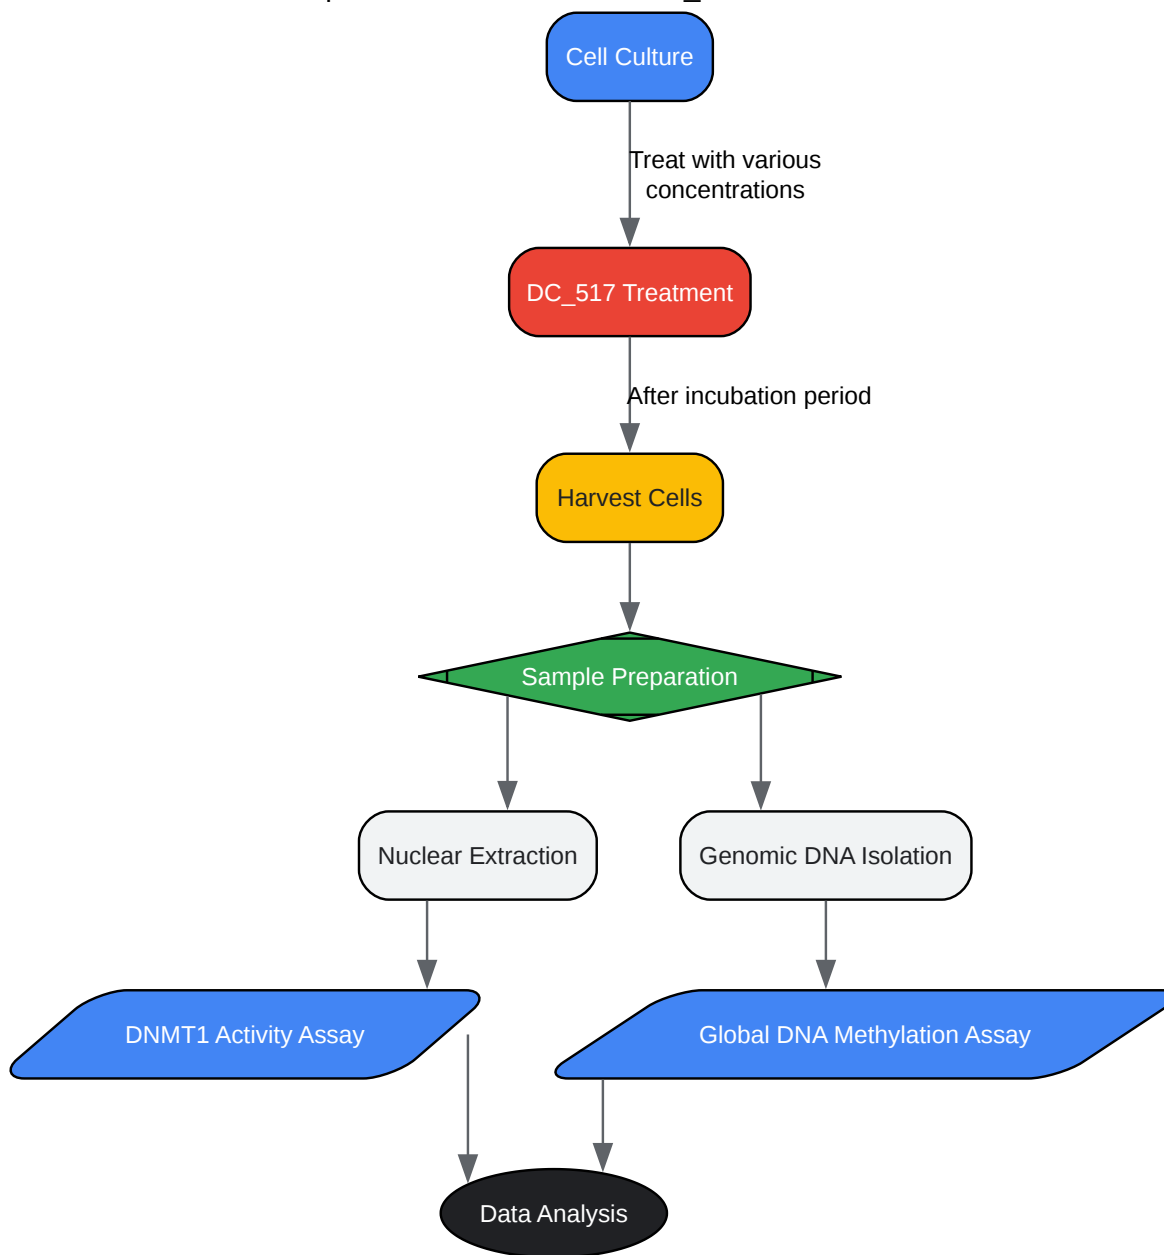 Cell Culture
Treat with various
concentrations
DC_517 Treatment
After incubation period
Harvest Cells
Sample Preparation
Nuclear Extraction
Genomic DNA Isolation
DNMT1 Activity Assay
Global DNA Methylation Assay
Data Analysis